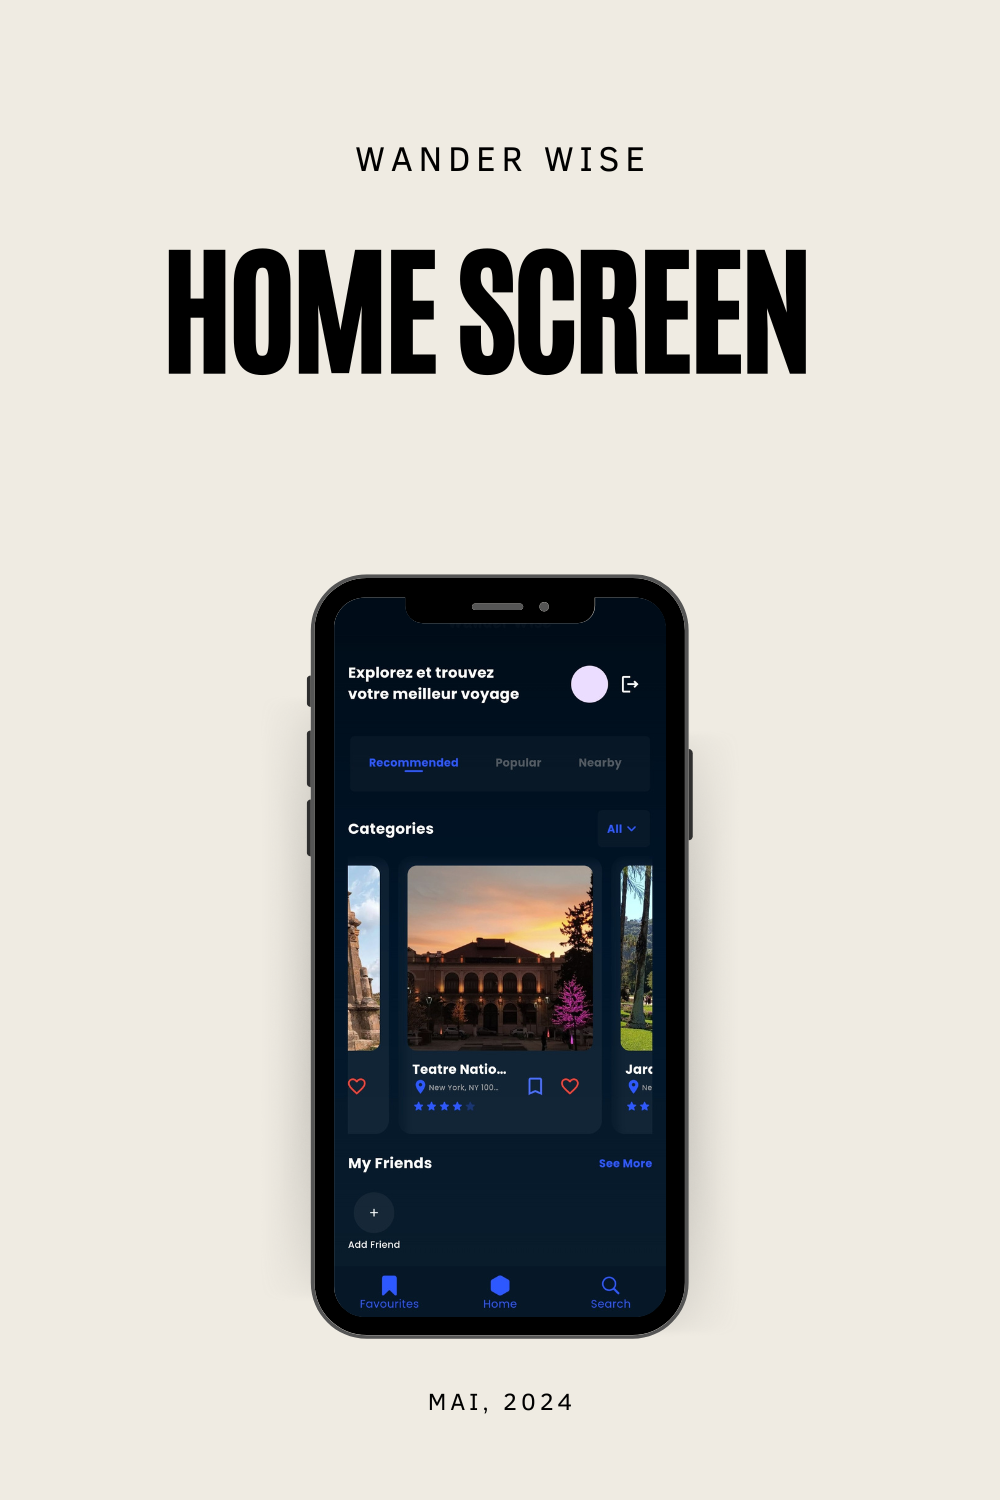 WANDER WISE
HOME SCREEN
Explorez et trouvez
votre meilleur voyage
Recommended Popular Nearby
Categories All
Teatre Natio... Jard
New York, NY 100... Ne
My Friends See More
+
Add Friend
Favourites Home Search
MAI, 2024